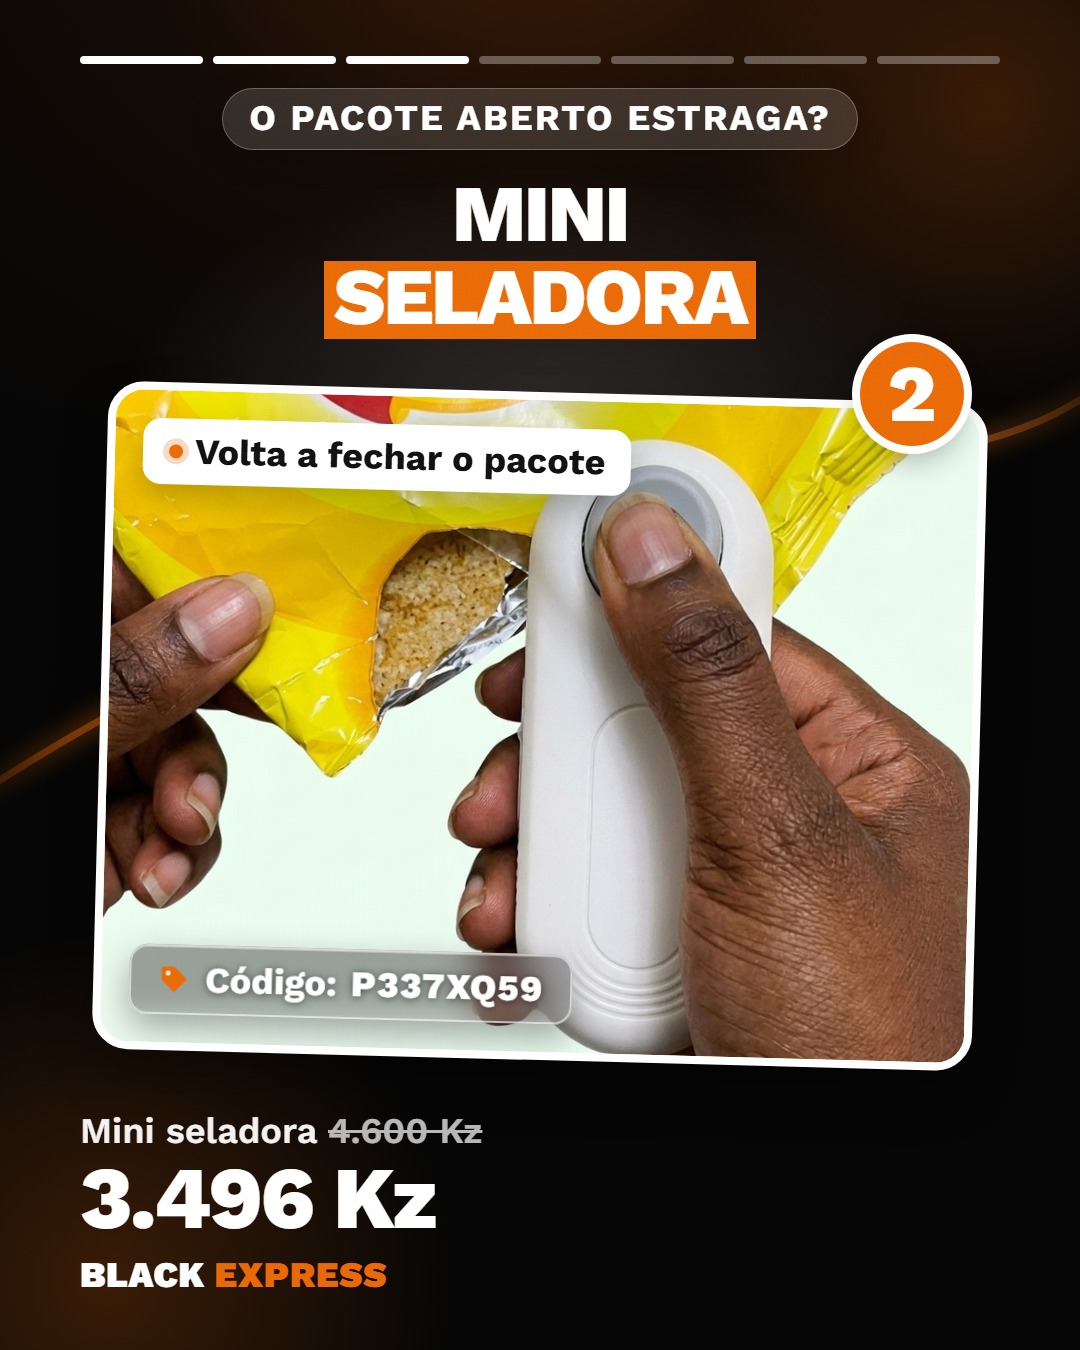 O PACOTE ABERTO ESTRAGA?
MINI
SELADORA
2
Volta a fechar o pacote
Código: P337XQ59
Mini seladora 4.600 Kz
3.496 Kz
BLACK EXPRESS